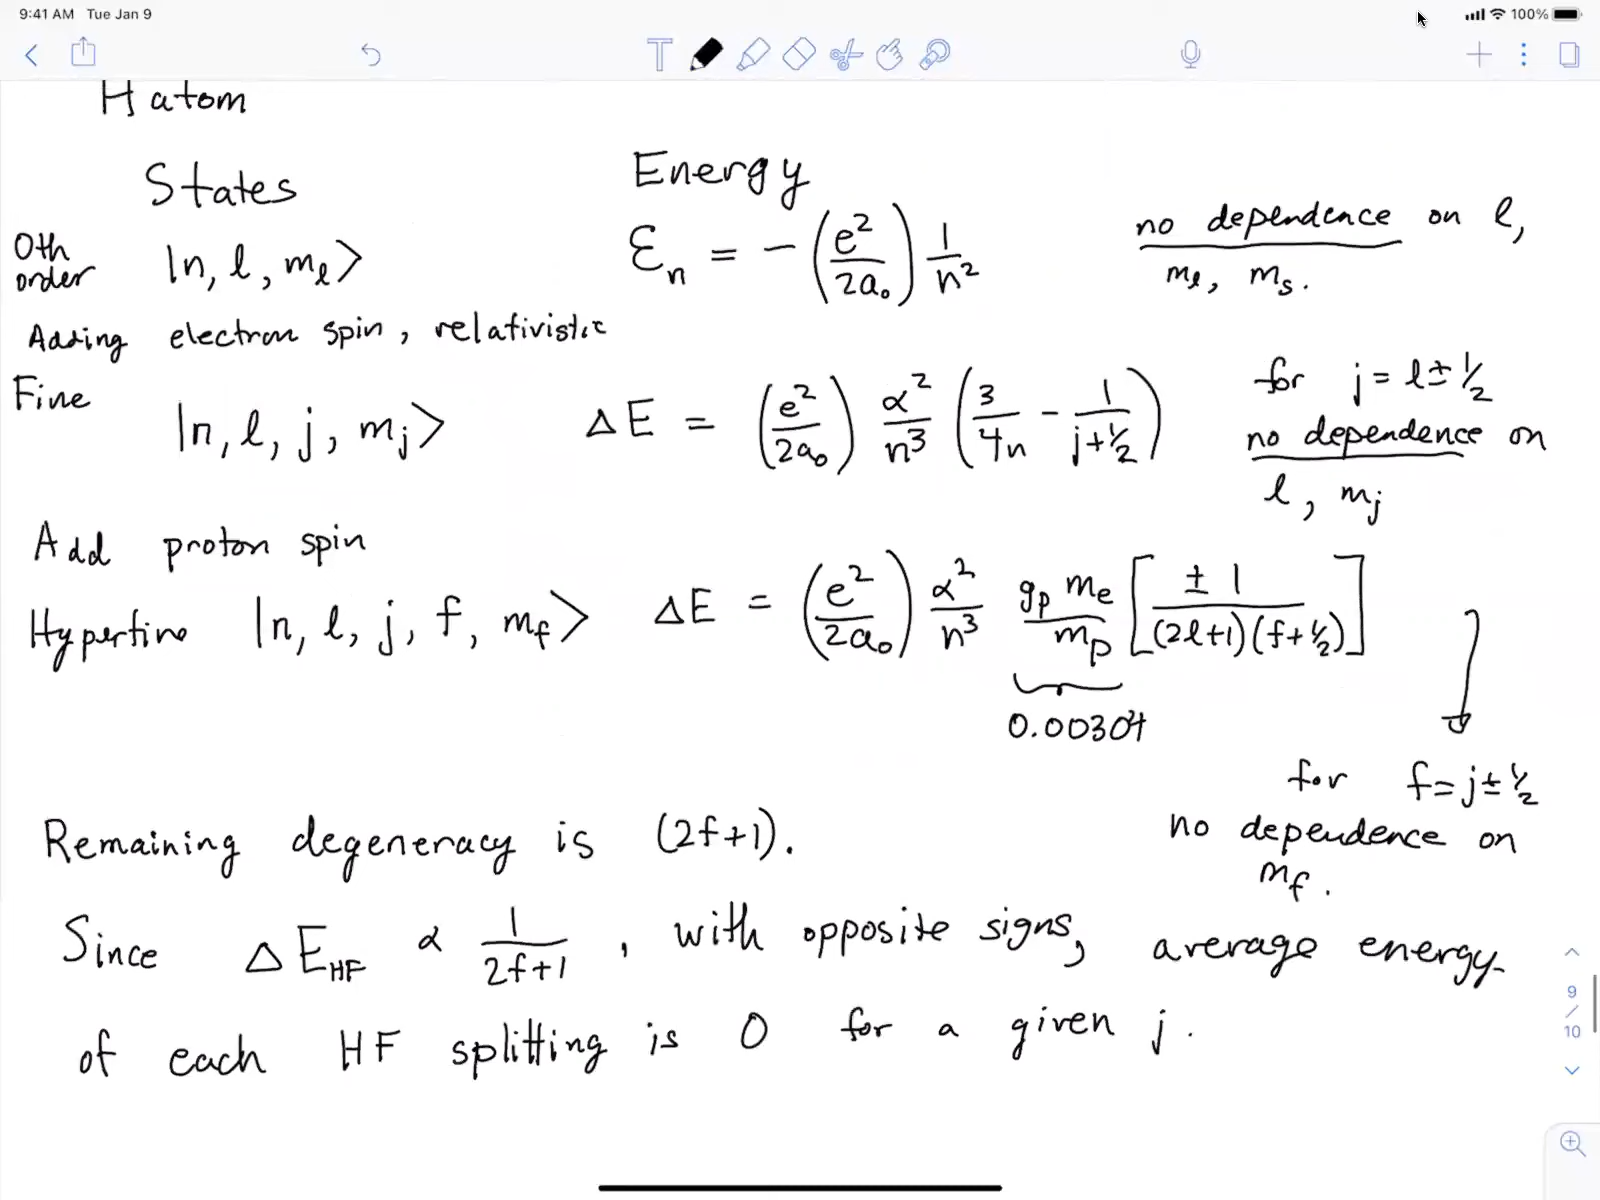 9:41 AM Tue Jan 9
100%
H atom
States Energy
0th order |n, l, m_l> ℰ_n = -(e²/2a₀) 1/n² no dependence on l, m_l, m_s.
Adding electron spin, relativistic
Fine |n, l, j, m_j> ΔE = (e²/2a₀) α²/n³ (3/4n - 1/(j+½)) for j = l±½
no dependence on l, m_j
Add proton spin
Hyperfine |n, l, j, f, m_f> ΔE = (e²/2a₀) α²/n³ g_p m_e/m_p [±1/((2l+1)(f+½))]
0.00304
for f=j±½
no dependence on m_f.
Remaining degeneracy is (2f+1).
Since ΔE_HF ∝ 1/(2f+1), with opposite signs, average energy
of each HF splitting is 0 for a given j.
9 / 10